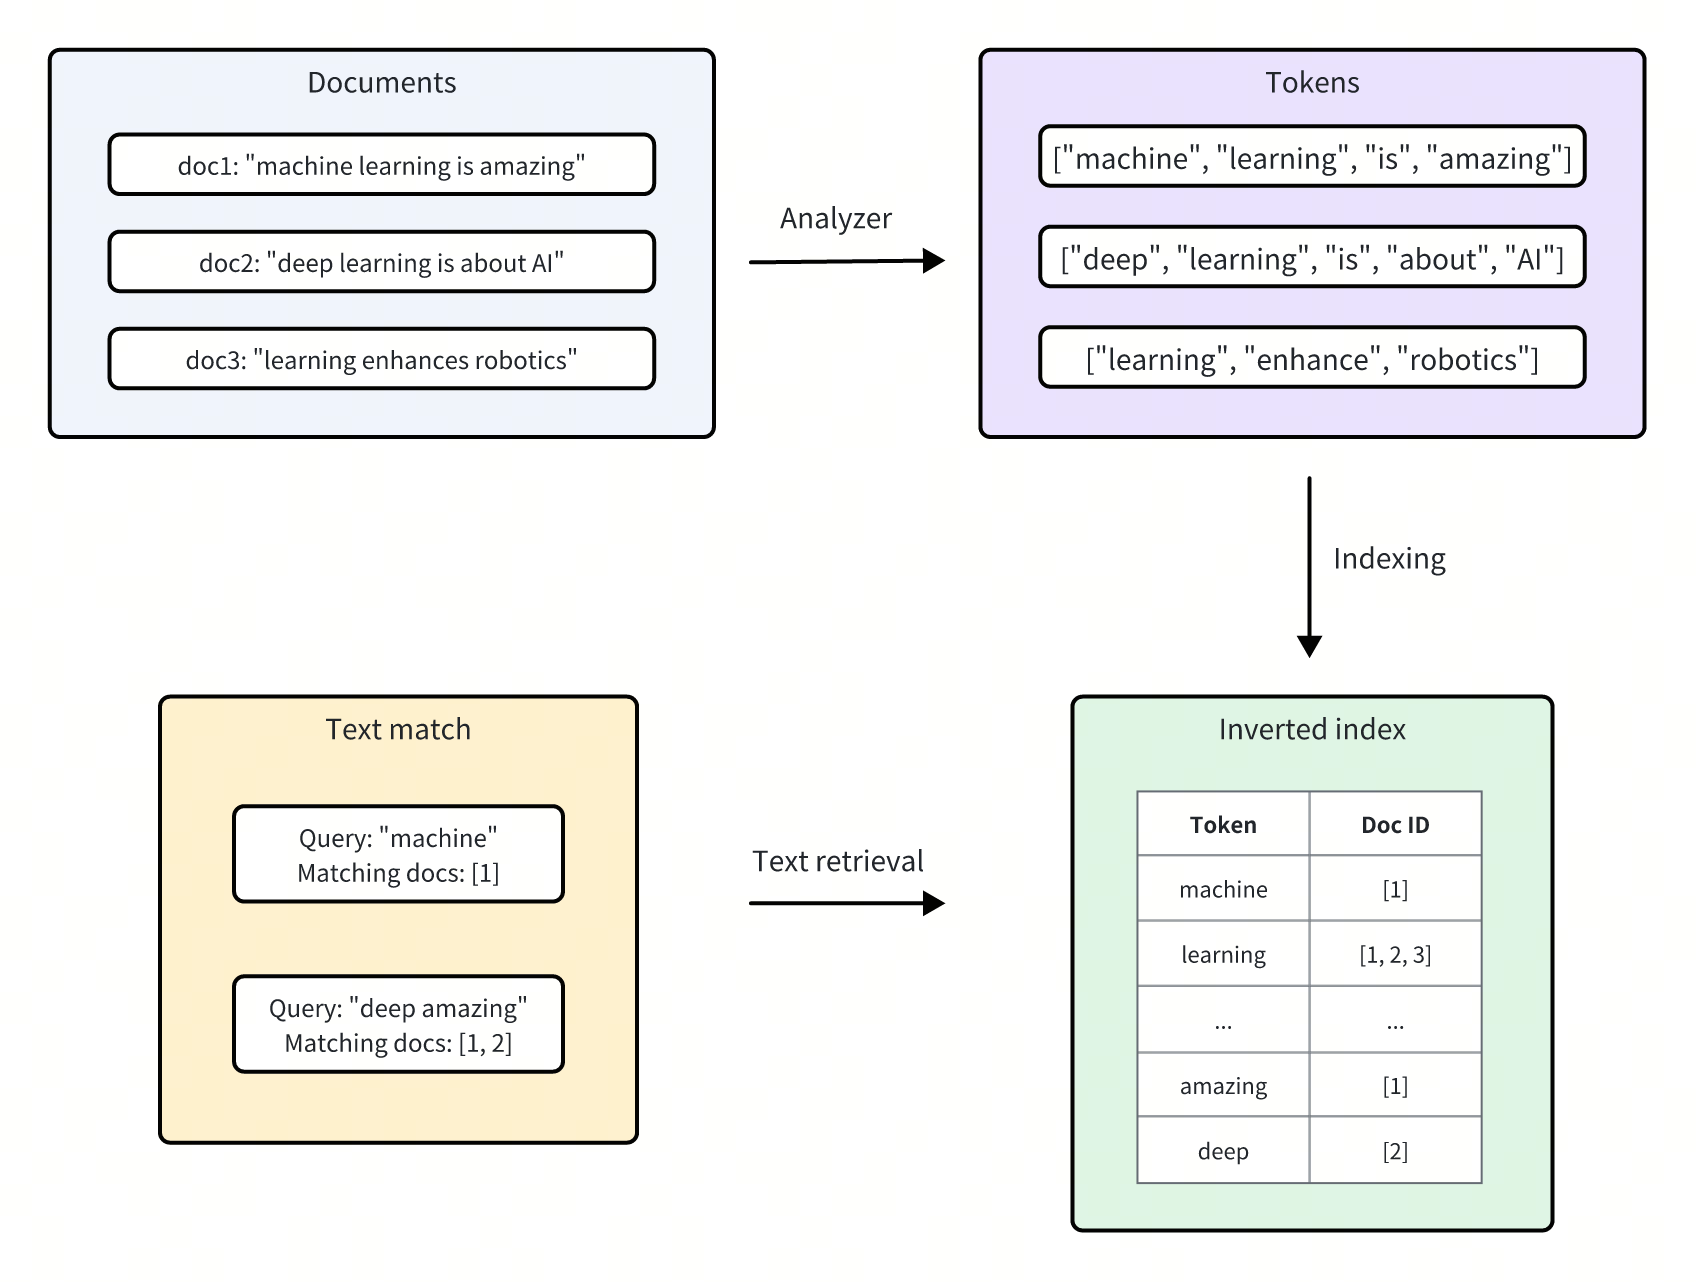 Documents
doc1: "machine learning is amazing"
doc2: "deep learning is about AI"
doc3: "learning enhances robotics"
Analyzer
Tokens
["machine", "learning", "is", "amazing"]
["deep", "learning", "is", "about", "AI"]
["learning", "enhance", "robotics"]
Indexing
Text match
Query: "machine"
Matching docs: [1]
Query: "deep amazing"
Matching docs: [1, 2]
Text retrieval
Inverted index
Token Doc ID
machine [1]
learning [1, 2, 3]
... ...
amazing [1]
deep [2]